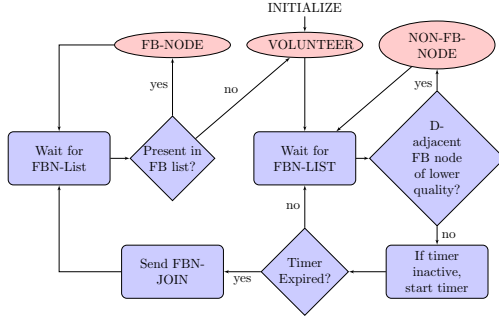 INITIALIZE
FB-NODE
VOLUNTEER
NON-FB-
NODE
yes
no
yes
Wait for
FBN-List
Present in
FB list?
Wait for
FBN-LIST
D-
adjacent
FB node
of lower
quality?
no
no
Send FBN-
JOIN
yes
Timer
Expired?
If timer
inactive,
start timer